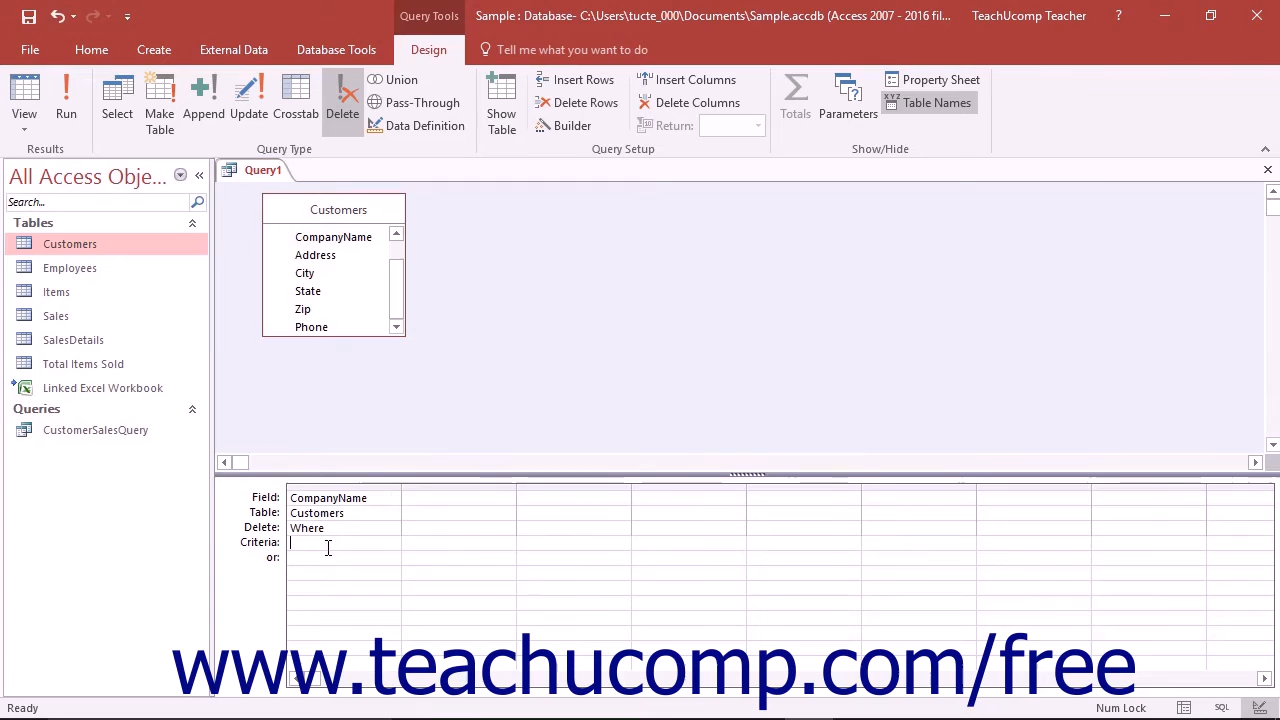 Query Tools
Sample : Database- C:\Users\tucte_000\Documents\Sample.accdb (Access 2007 - 2016 fil...
TeachUcomp Teacher
?
File Home Create External Data Database Tools Design Tell me what you want to do
View
Run
Select
Make
Table
Append
Update
Crosstab
Delete
Union
Pass-Through
Data Definition
Show
Table
Insert Rows
Delete Rows
Builder
Insert Columns
Delete Columns
Return:
Totals
Parameters
Property Sheet
Table Names
Results
Query Type
Query Setup
Show/Hide
All Access Obje...
Search...
Tables
Customers
Employees
Items
Sales
SalesDetails
Total Items Sold
Linked Excel Workbook
Queries
CustomerSalesQuery
Query1
Customers
CompanyName
Address
City
State
Zip
Phone
Field: CompanyName
Table: Customers
Delete: Where
Criteria:
or:
www.teachucomp.com/free
Ready
Num Lock
SQL